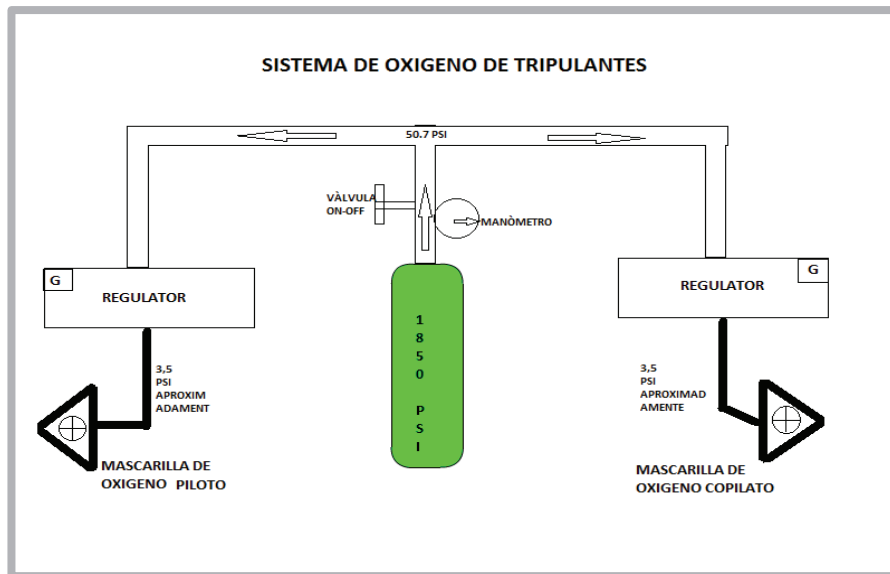 SISTEMA DE OXIGENO DE TRIPULANTES
50.7 PSI
VÀLVULA
ON-OFF
MANÒMETRO
G
REGULATOR
REGULATOR
G
1
8
5
0
P
S
I
3,5
PSI
APROXIM
ADAMENT
3,5
PSI
APROXIMAD
AMENTE
MASCARILLA DE
OXIGENO PILOTO
MASCARILLA DE
OXIGENO COPILATO